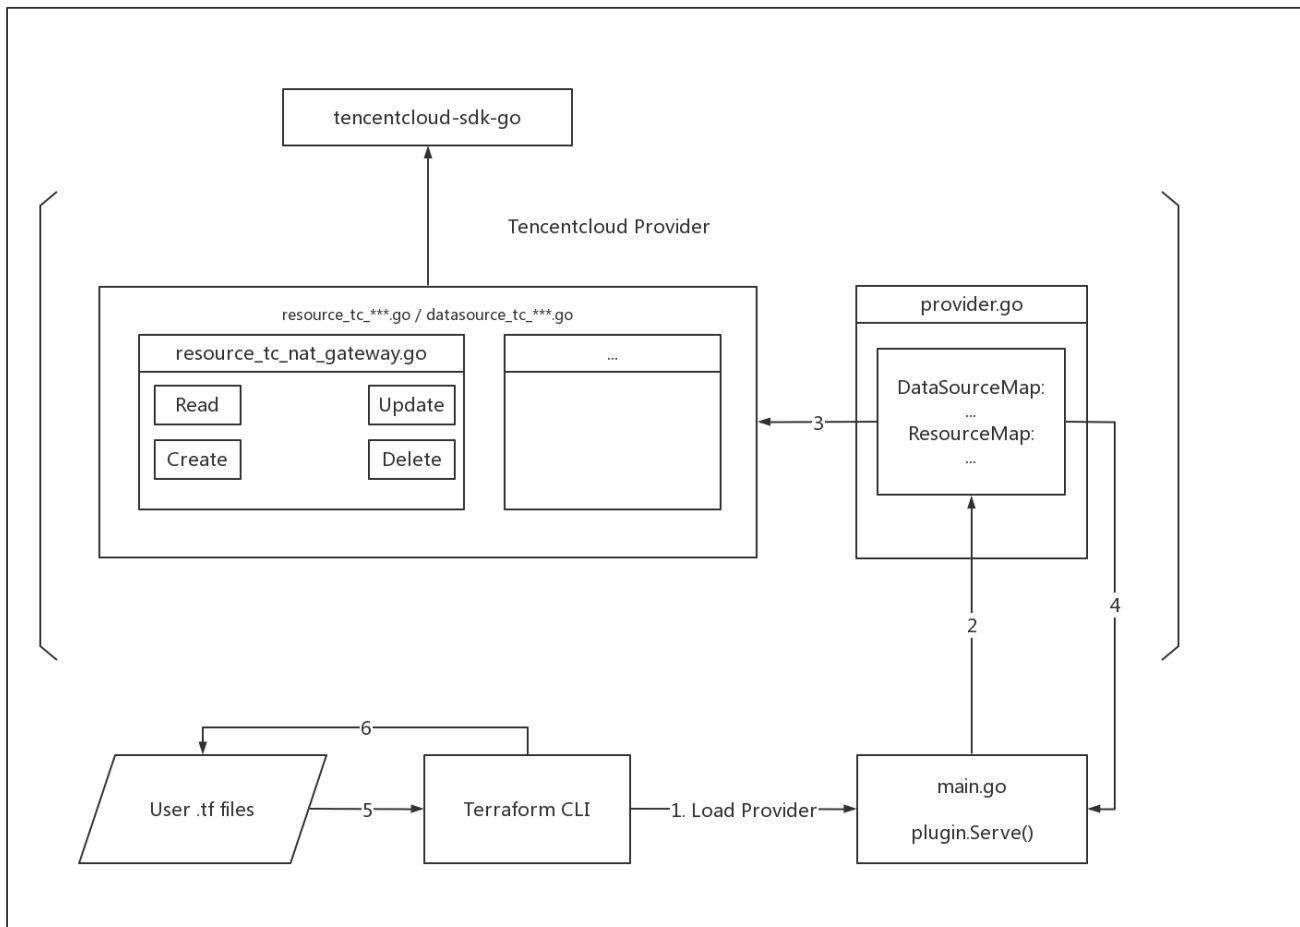 tencentcloud-sdk-go
Tencentcloud Provider
resource_tc_***.go / datasource_tc_***.go
resource_tc_nat_gateway.go
Read
Update
Create
Delete
...
provider.go
DataSourceMap:
...
ResourceMap:
...
3
4
2
6
User .tf files
5
Terraform CLI
1. Load Provider
main.go
plugin.Serve()